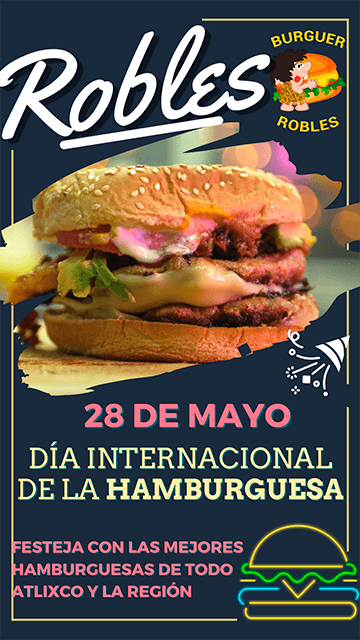 Robles
BURGUER
ROBLES
28 DE MAYO
DÍA INTERNACIONAL
DE LA HAMBURGUESA
FESTEJA CON LAS MEJORES
HAMBURGUESAS DE TODO
ATLIXCO Y LA REGIÓN